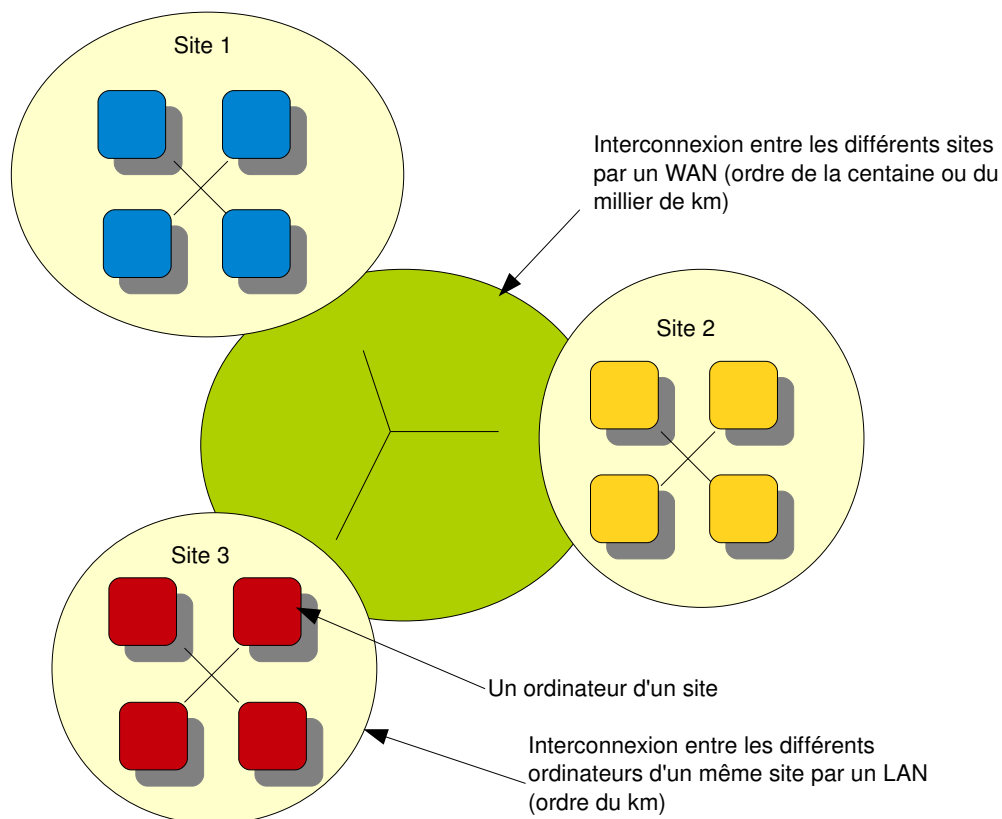 Site 1
Interconnexion entre les différents sites
par un WAN (ordre de la centaine ou du
millier de km)
Site 2
Site 3
Un ordinateur d'un site
Interconnexion entre les différents
ordinateurs d'un même site par un LAN
(ordre du km)